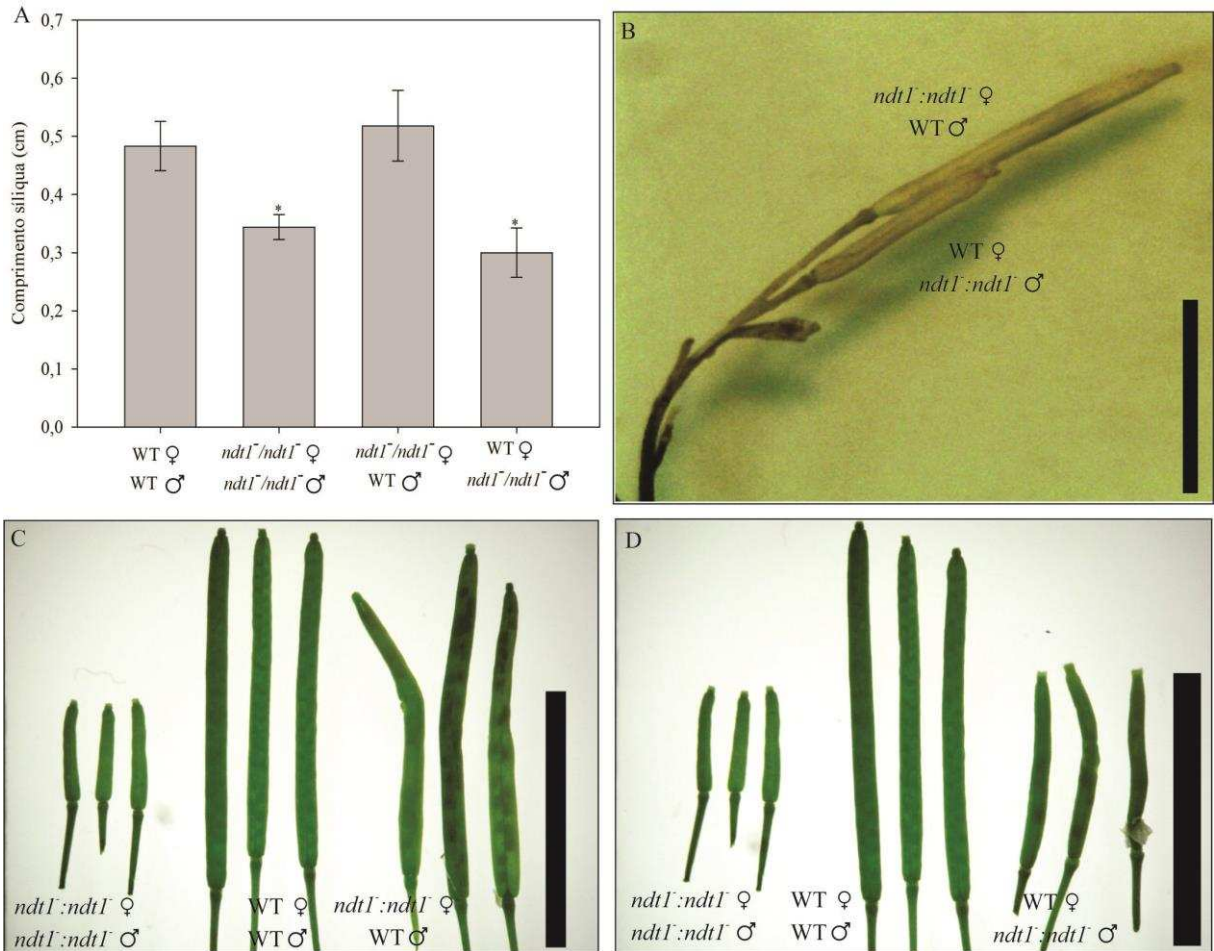 A
0,7
0,6
0,5
0,4
0,3
0,2
0,1
0,0
Comprimento siliqua (cm)
*
*
WT ♀
WT ♂
ndt1⁻/ndt1⁻ ♀
ndt1⁻/ndt1⁻ ♂
ndt1⁻/ndt1⁻ ♀
WT ♂
WT ♀
ndt1⁻/ndt1⁻ ♂
B
ndt1⁻:ndt1⁻ ♀
WT ♂
WT ♀
ndt1⁻:ndt1⁻ ♂
C
ndt1⁻:ndt1⁻ ♀
ndt1⁻:ndt1⁻ ♂
WT ♀
WT ♂
ndt1⁻:ndt1⁻ ♀
WT ♂
D
ndt1⁻:ndt1⁻ ♀
ndt1⁻:ndt1⁻ ♂
WT ♀
WT ♂
WT ♀
ndt1⁻:ndt1⁻ ♂